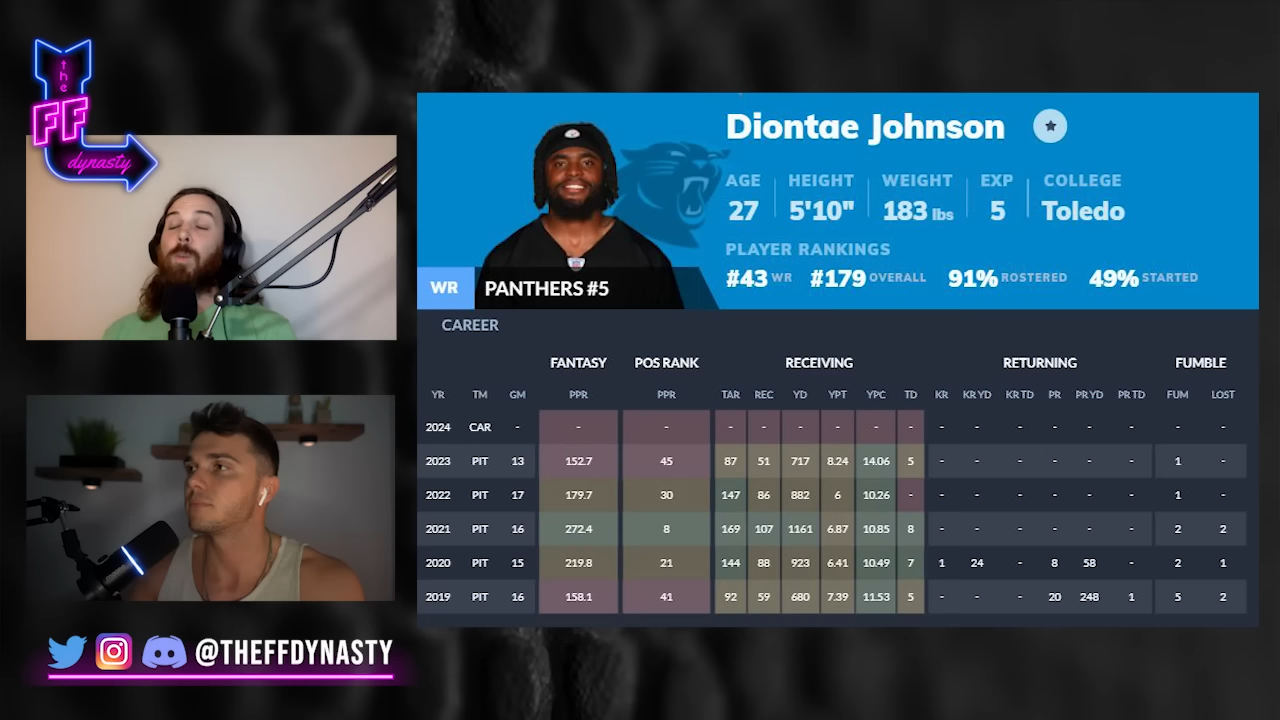 the
FF
dynasty
@THEFFDYNASTY
Diontae Johnson
AGE HEIGHT WEIGHT EXP COLLEGE
27 5'10" 183 lbs 5 Toledo
PLAYER RANKINGS
#43 WR #179 OVERALL 91% ROSTERED 49% STARTED
WR PANTHERS #5
CAREER
FANTASY POS RANK RECEIVING RETURNING FUMBLE
YR TM GM PPR PPR TAR REC YD YPT YPC TD KR KR YD KR TD PR PR YD PR TD FUM LOST
2024 CAR - - - - - - - - - - - - - - - - -
2023 PIT 13 152.7 45 87 51 717 8.24 14.06 5 - - - - - - 1 -
2022 PIT 17 179.7 30 147 86 882 6 10.26 - - - - - - - 1 -
2021 PIT 16 272.4 8 169 107 1161 6.87 10.85 8 - - - - - - 2 2
2020 PIT 15 219.8 21 144 88 923 6.41 10.49 7 1 24 - 8 58 - 2 1
2019 PIT 16 158.1 41 92 59 680 7.39 11.53 5 - - - 20 248 1 5 2